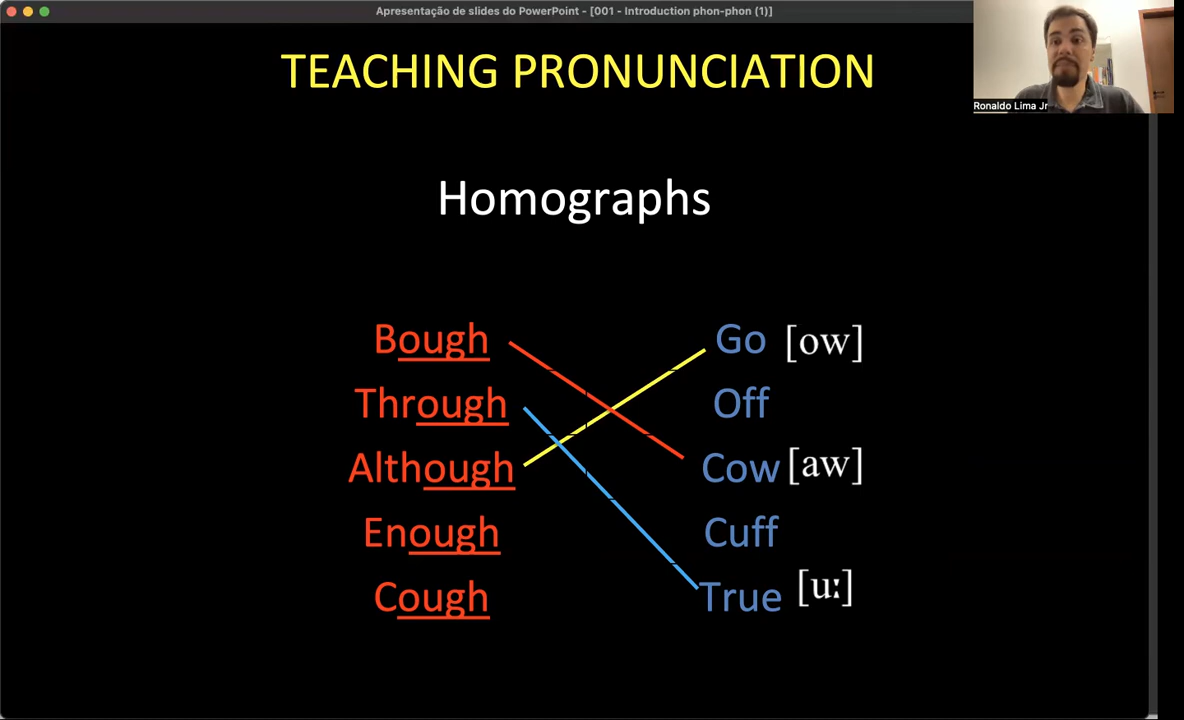 Apresentação de slides do PowerPoint - [001 - Introduction phon-phon (1)]
Ronaldo Lima Jr
TEACHING PRONUNCIATION
Homographs
Bough Go [ow]
Through Off
Although Cow [aw]
Enough Cuff
Cough True [uː]